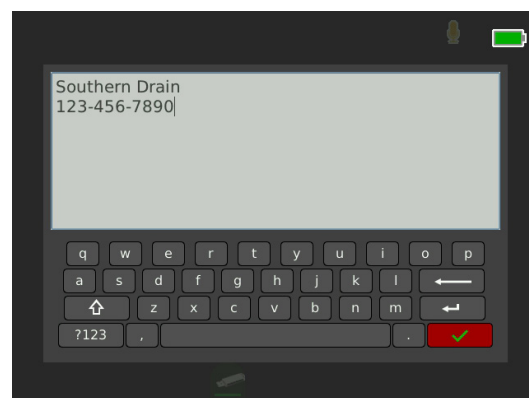 Southern Drain
123-456-7890
q w e r t y u i o p
a s d f g h j k l
z x c v b n m
?123 , .